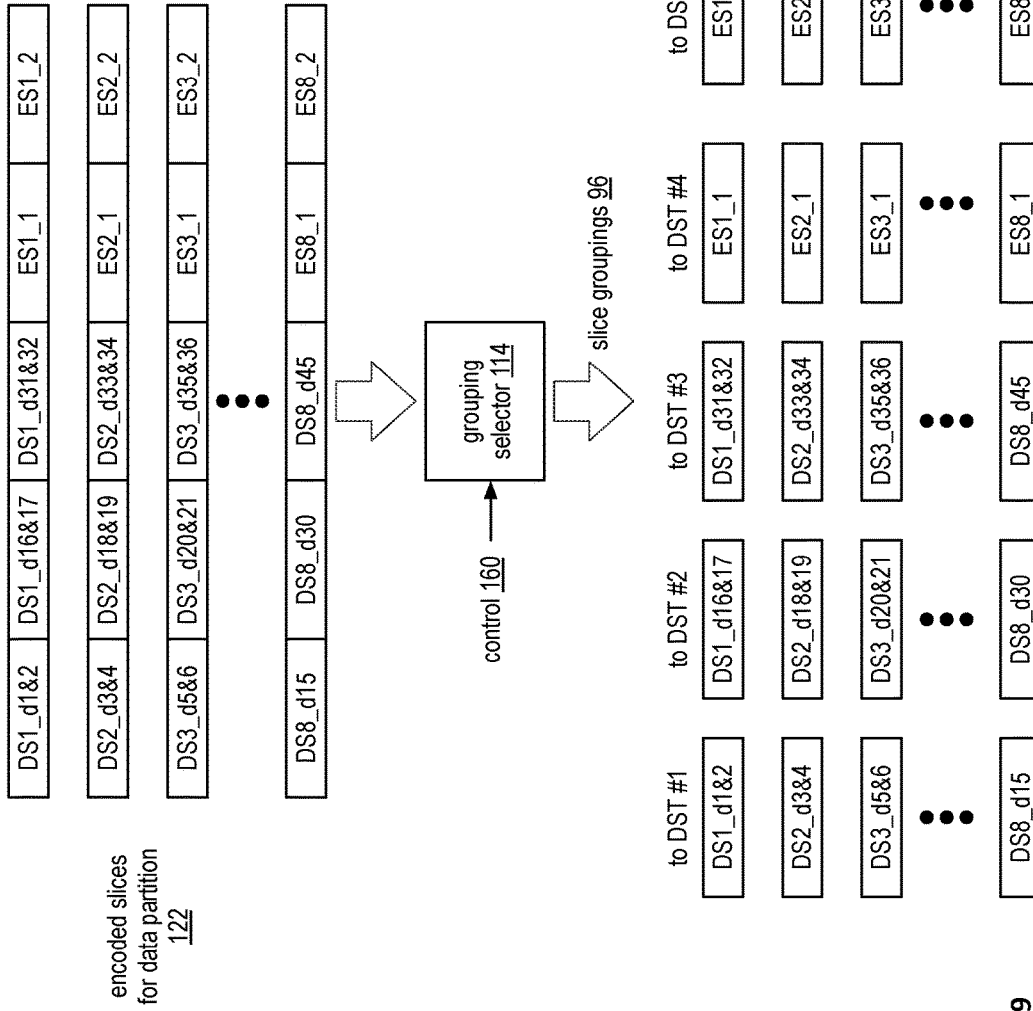 encoded slices
for data partition
122
DS1_d1&2 DS1_d16&17 DS1_d31&32 ES1_1 ES1_2
DS2_d3&4 DS2_d18&19 DS2_d33&34 ES2_1 ES2_2
DS3_d5&6 DS3_d20&21 DS3_d35&36 ES3_1 ES3_2
DS8_d15 DS8_d30 DS8_d45 ES8_1 ES8_2
control 160
grouping
selector 114
slice groupings 96
to DST #1 to DST #2 to DST #3 to DST #4 to DS
DS1_d1&2 DS1_d16&17 DS1_d31&32 ES1_1 ES1
DS2_d3&4 DS2_d18&19 DS2_d33&34 ES2_1 ES2
DS3_d5&6 DS3_d20&21 DS3_d35&36 ES3_1 ES3
DS8_d15 DS8_d30 DS8_d45 ES8_1 ES8
9